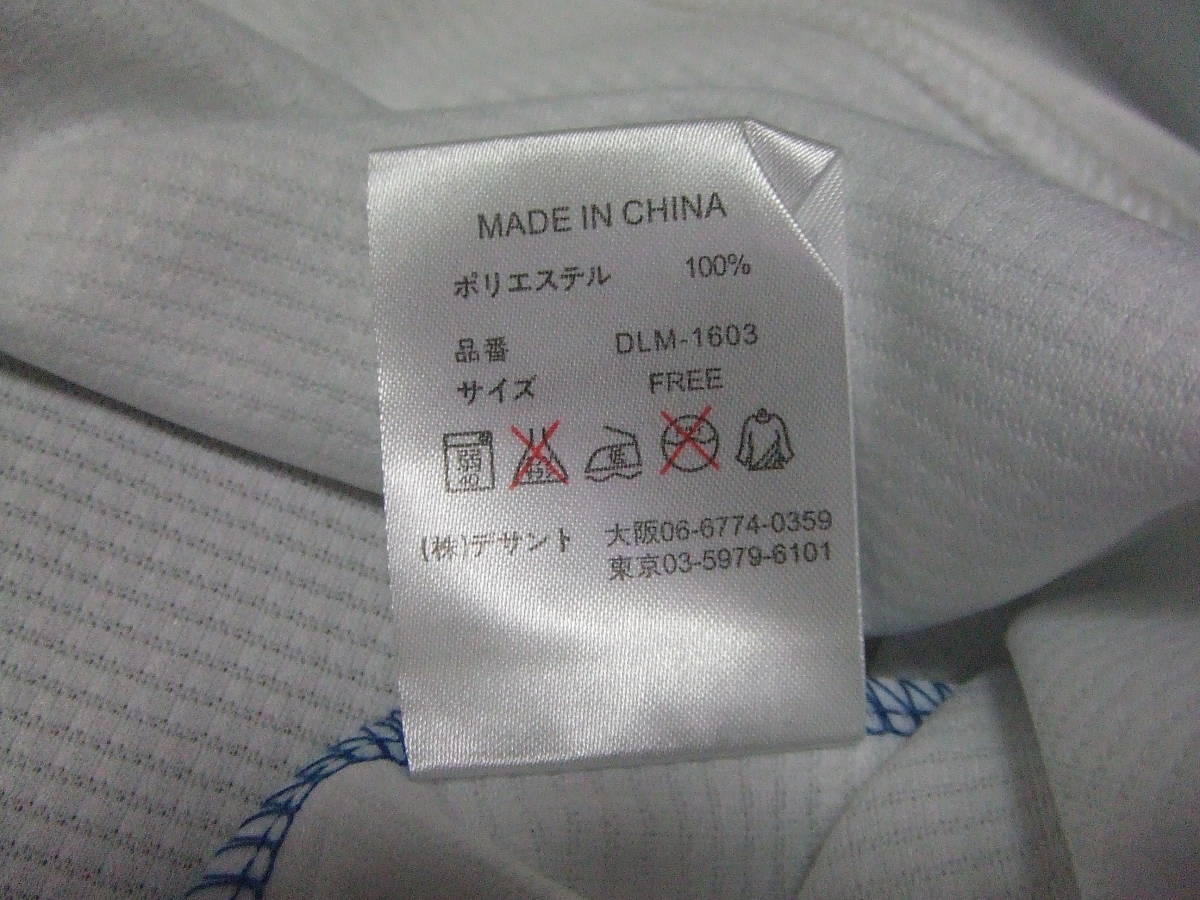 MADE IN CHINA
ポリエステル 100%
品番 DLM-1603
サイズ FREE
40
(株)デサント 大阪06-6774-0359
東京03-5979-6101